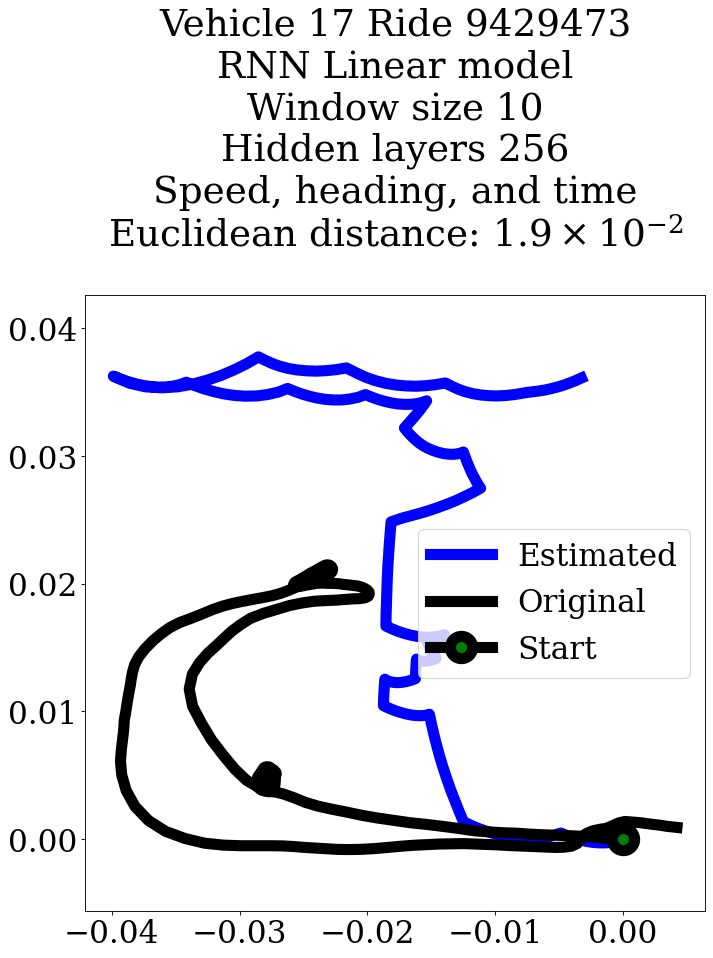 Vehicle 17 Ride 9429473
RNN Linear model
Window size 10
Hidden layers 256
Speed, heading, and time
Euclidean distance: 1.9 × 10⁻²
0.04
0.03
0.02
0.01
0.00
Estimated
Original
Start
−0.04 −0.03 −0.02 −0.01 0.00